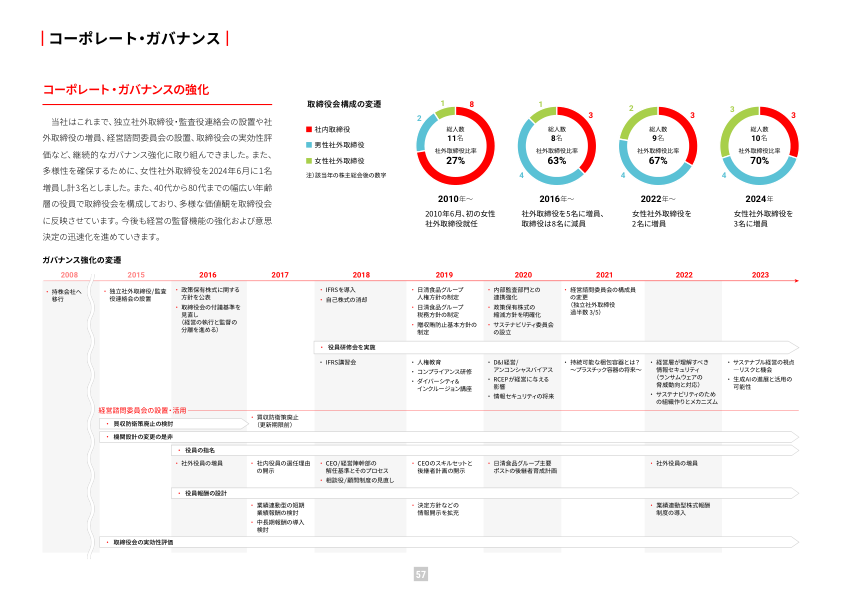 コーポレート・ガバナンス
コーポレート・ガバナンスの強化
当社はこれまで、独立社外取締役・監査役連絡会の設置や社
外取締役の増員、経営諮問委員会の設置、取締役会の実効性評
価など、継続的なガバナンス強化に取り組んできました。また、
多様性を確保するために、女性社外取締役を2024年6月に1名
増員し計3名としました。また、40代から80代までの幅広い年齢
層の役員で取締役会を構成しており、多様な価値観を取締役会
に反映させています。今後も経営の監督機能の強化および意思
決定の迅速化を進めていきます。
取締役会構成の変遷
社内取締役
男性社外取締役
女性社外取締役
注)該当年の株主総会後の数字
1
8
2
総人数
11名
社外取締役比率
27%
2010年〜
2010年6月、初の女性
社外取締役就任
1
3
4
総人数
8名
社外取締役比率
63%
2016年〜
社外取締役を5名に増員、
取締役は8名に減員
2
3
4
総人数
9名
社外取締役比率
67%
2022年〜
女性社外取締役を
2名に増員
3
3
4
総人数
10名
社外取締役比率
70%
2024年
女性社外取締役を
3名に増員
ガバナンス強化の変遷
2008
2015
2016
2017
2018
2019
2020
2021
2022
2023
・持株会社へ
移行
・独立社外取締役/監査
役連絡会の設置
・政策保有株式に関する
方針を公表
・取締役会の付議基準を
見直し
(経営の執行と監督の
分離を進める)
・IFRSを導入
・自己株式の消却
・日清食品グループ
人権方針の制定
・日清食品グループ
税務方針の制定
・贈収賄防止基本方針の
制定
・内部監査部門との
連携強化
・政策保有株式の
縮減方針を明確化
・サステナビリティ委員会
の設立
・経営諮問委員会の構成員
の変更
(独立社外取締役
過半数 3/5)
・役員研修会を実施
・IFRS講習会
・人権教育
・コンプライアンス研修
・ダイバーシティ&
インクルージョン講座
・D&I経営/
アンコンシャスバイアス
・RCEPが経営に与える
影響
・情報セキュリティの将来
・持続可能な梱包容器とは?
〜プラスチック容器の将来〜
・経営層が理解すべき
情報セキュリティ
(ランサムウェアの
脅威動向と対応)
・サステナビリティのため
の組織作りとメカニズム
・サステナブル経営の視点
―リスクと機会
・生成AIの進展と活用の
可能性
経営諮問委員会の設置・活用
・買収防衛策廃止の検討
・買収防衛策廃止
(更新期限前)
・機関設計の変更の是非
・役員の指名
・社外役員の増員
・社内役員の選任理由
の開示
・CEO/経営陣幹部の
解任基準とそのプロセス
・相談役/顧問制度の見直し
・CEOのスキルセットと
後継者計画の開示
・日清食品グループ主要
ポストの後継者育成計画
・社外役員の増員
・役員報酬の設計
・業績連動型の短期
業績報酬の検討
・中長期報酬の導入
検討
・決定方針などの
情報開示を拡充
・業績連動型株式報酬
制度の導入
・取締役会の実効性評価
57